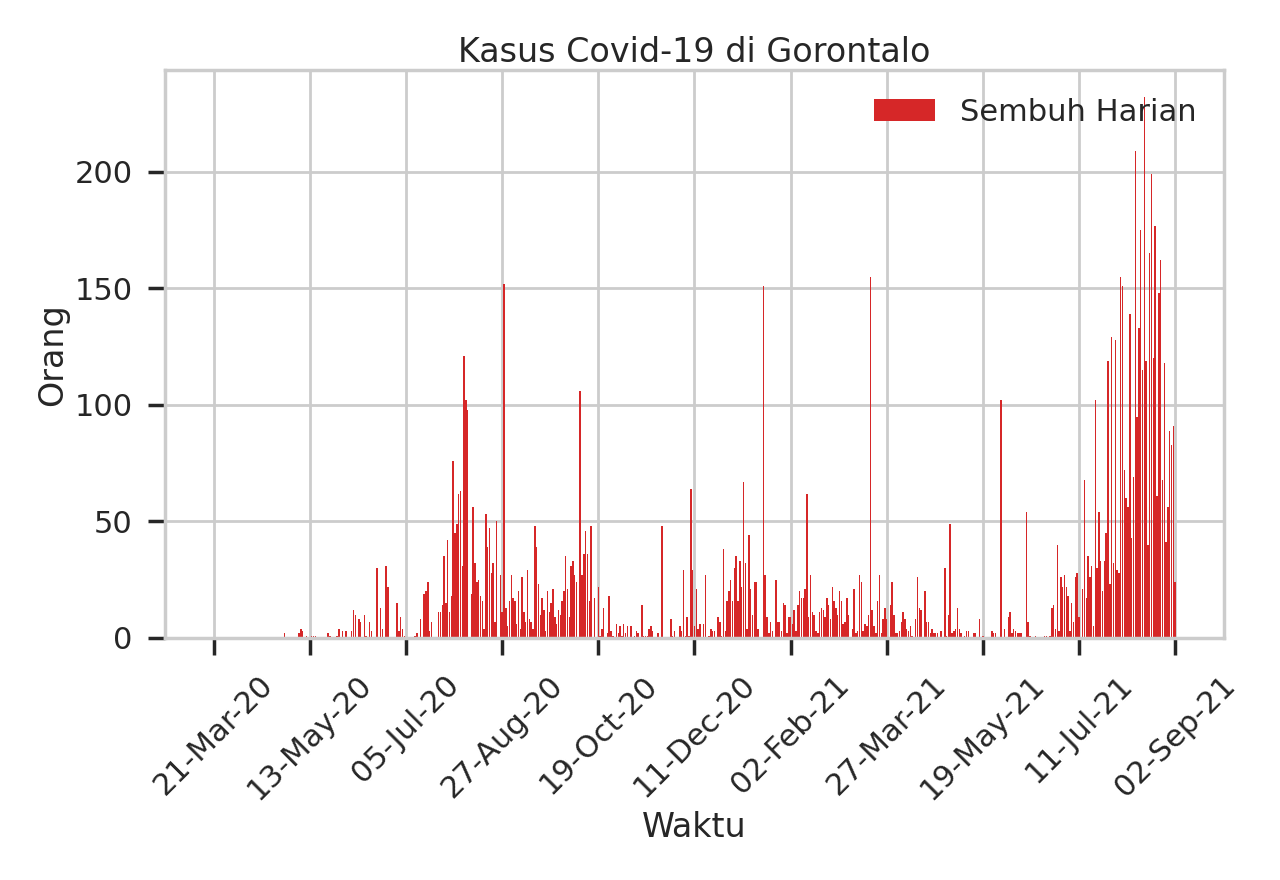 Kasus Covid-19 di Gorontalo
Sembuh Harian
Orang
200
150
100
50
0
21-Mar-20
13-May-20
05-Jul-20
27-Aug-20
19-Oct-20
11-Dec-20
02-Feb-21
27-Mar-21
19-May-21
11-Jul-21
02-Sep-21
Waktu